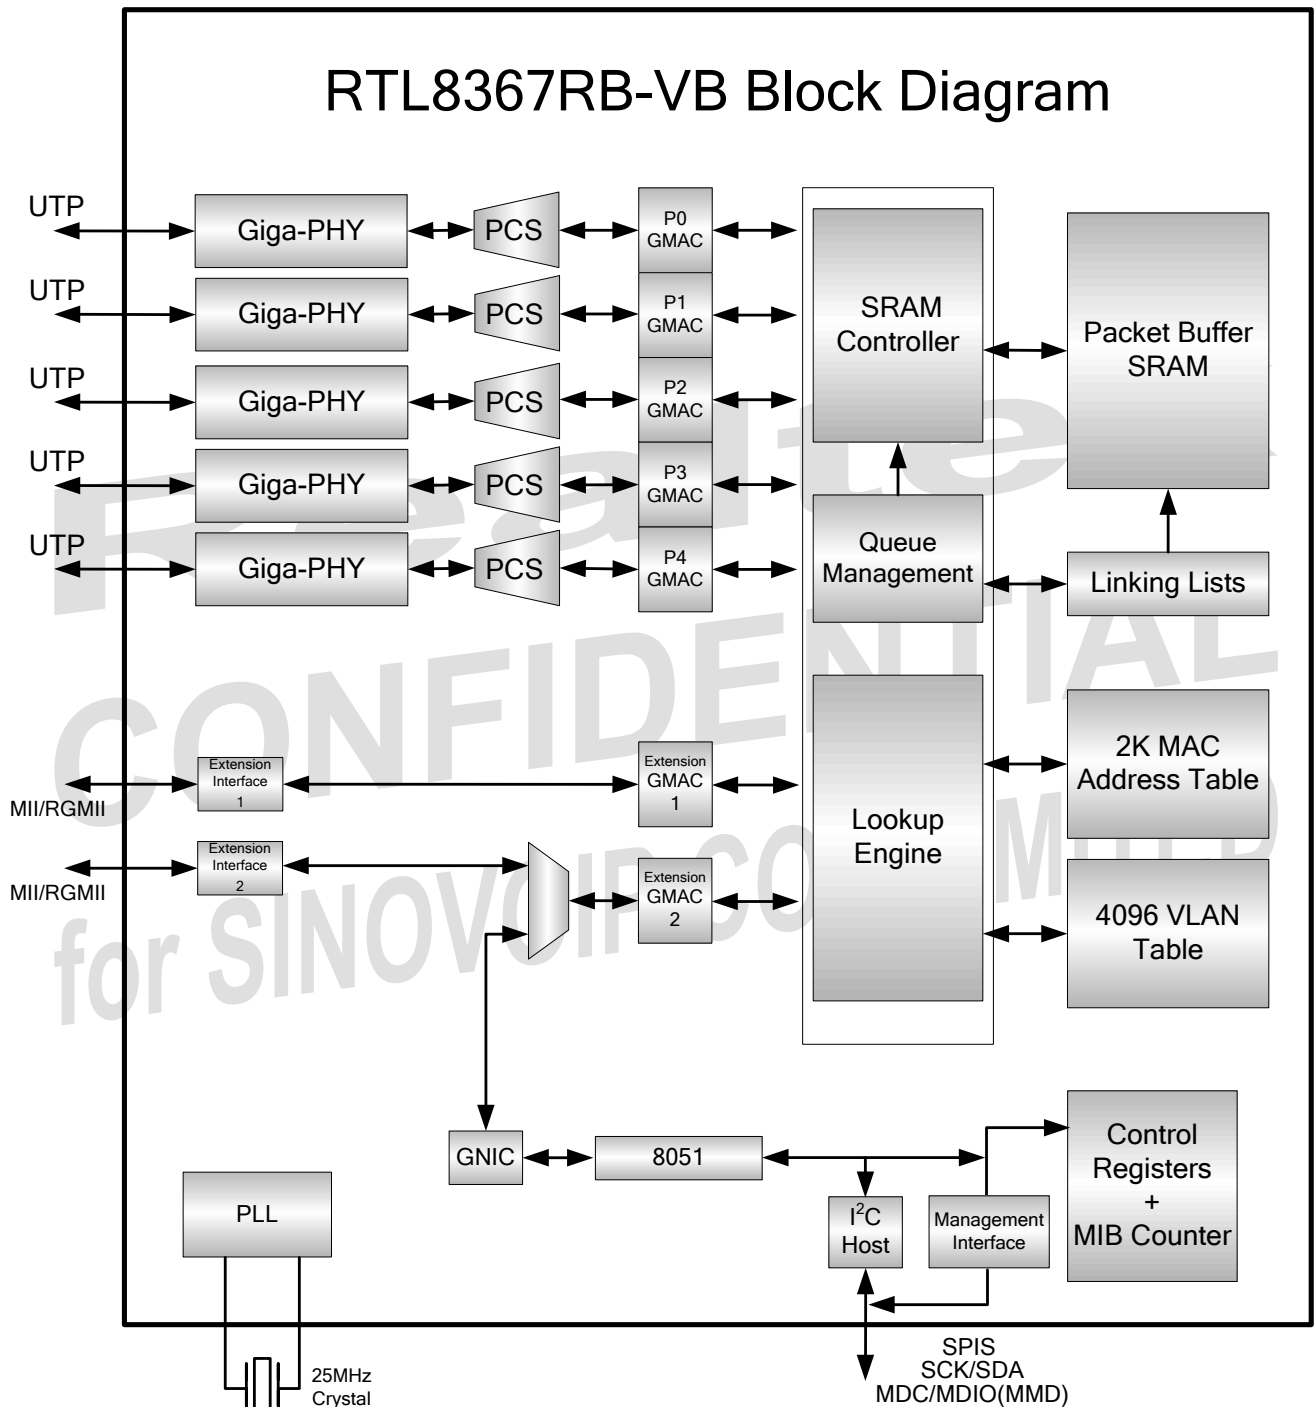 RTL8367RB-VB Block Diagram
UTP
Giga-PHY
PCS
P0
GMAC
UTP
Giga-PHY
PCS
P1
GMAC
UTP
Giga-PHY
PCS
P2
GMAC
UTP
Giga-PHY
PCS
P3
GMAC
UTP
Giga-PHY
PCS
P4
GMAC
SRAM
Controller
Packet Buffer
SRAM
Queue
Management
Linking Lists
MII/RGMII
Extension
Interface
1
Extension
GMAC
1
MII/RGMII
Extension
Interface
2
Extension
GMAC
2
Lookup
Engine
2K MAC
Address Table
4096 VLAN
Table
GNIC
8051
I²C
Host
Management
Interface
Control
Registers
+
MIB Counter
PLL
25MHz
Crystal
SPIS
SCK/SDA
MDC/MDIO(MMD)
Realtek
CONFIDENTIAL
for SINOVOIP CO